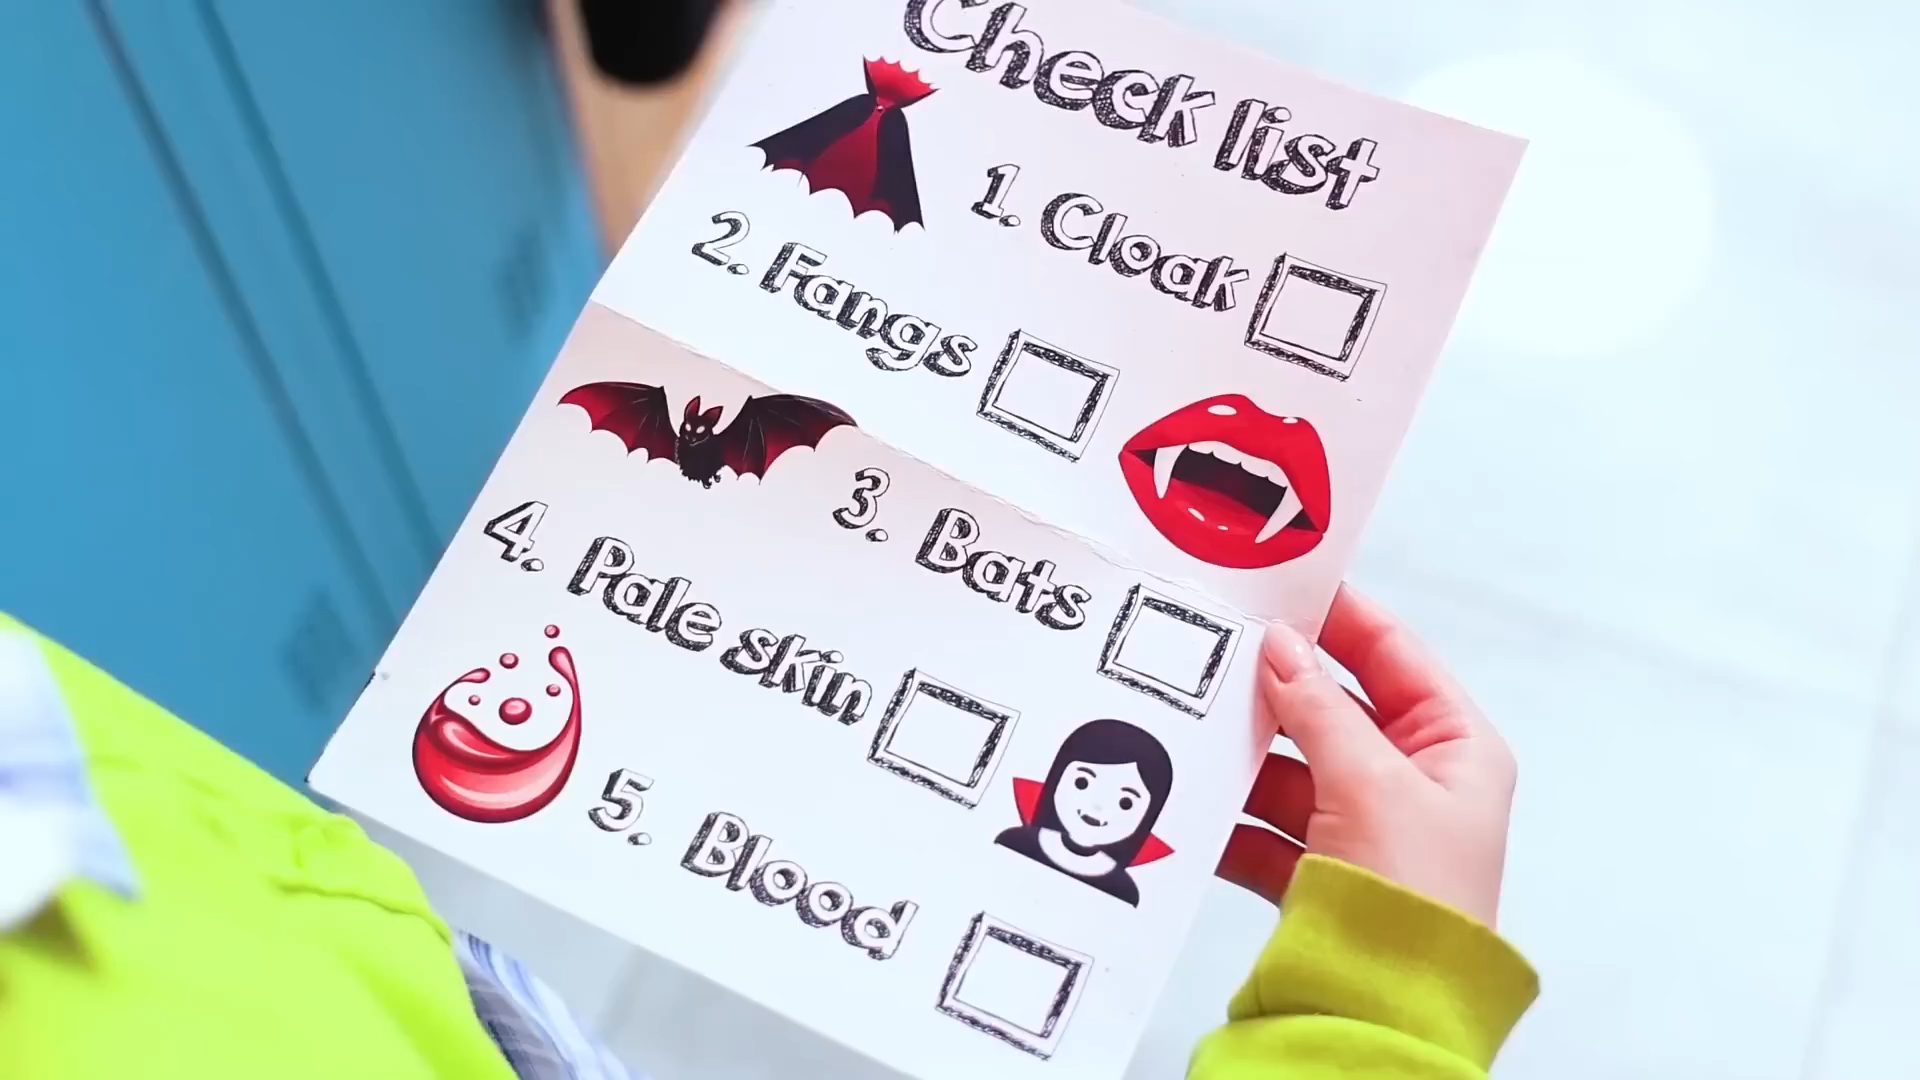 Check list
1. Cloak
2. Fangs
3. Bats
4. Pale skin
5. Blood